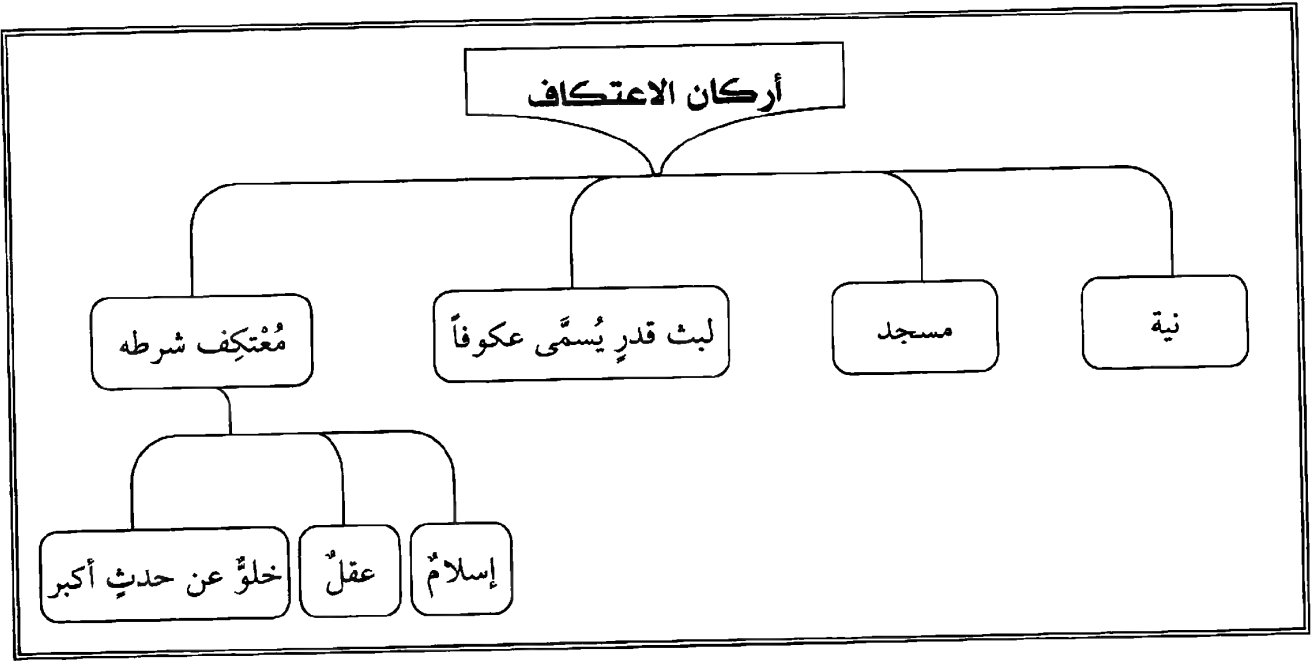 أركان الاعتكاف
نية
مسجد
لبث قدرٍ يُسمَّى عكوفاً
مُعْتكِف شرطه
إسلامٌ
عقلٌ
خلوٌّ عن حدثٍ أكبر